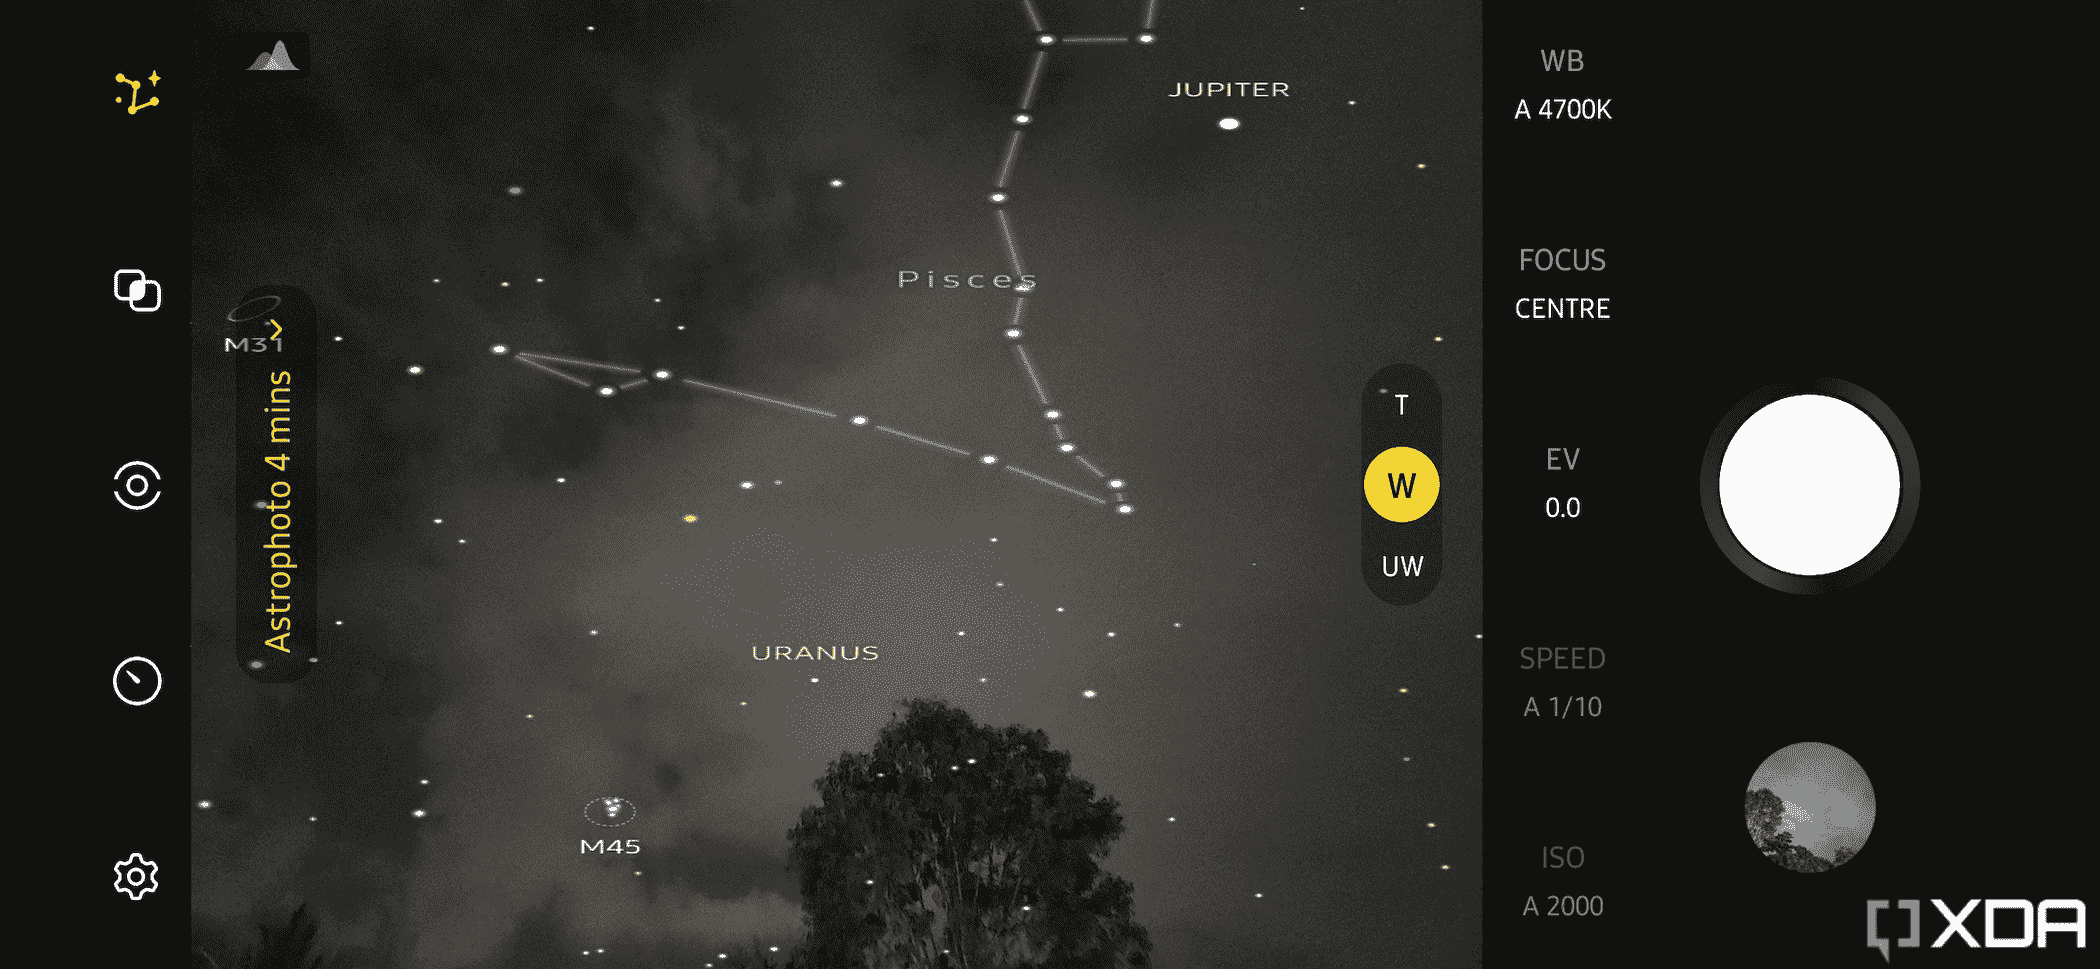 JUPITER
Pisces
M31
Astrophoto 4 mins
URANUS
M45
T
W
UW
WB
A 4700K
FOCUS
CENTRE
EV
0.0
SPEED
A 1/10
ISO
A 2000
XDA